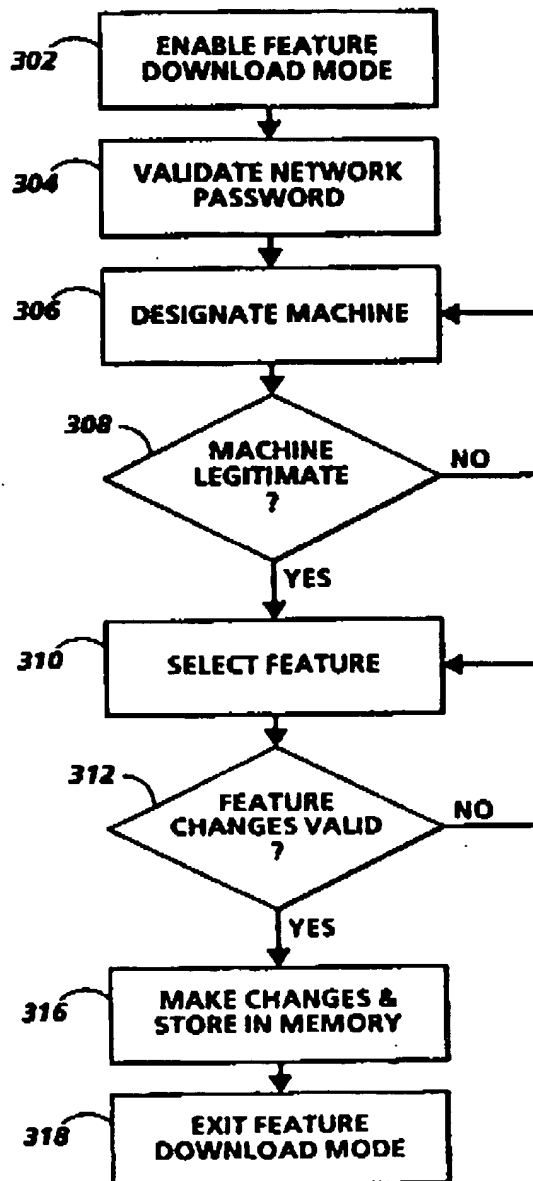 302
ENABLE FEATURE
DOWNLOAD MODE
304
VALIDATE NETWORK
PASSWORD
306
DESIGNATE MACHINE
308
MACHINE
LEGITIMATE
?
NO
YES
310
SELECT FEATURE
312
FEATURE
CHANGES VALID
?
NO
YES
316
MAKE CHANGES &
STORE IN MEMORY
318
EXIT FEATURE
DOWNLOAD MODE